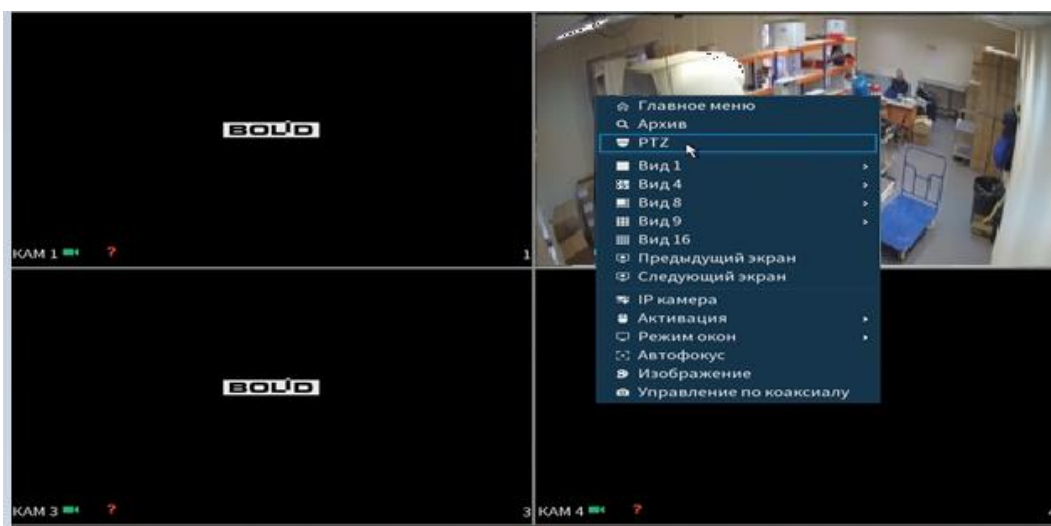 BOLID
КАМ 1 ? 1
Главное меню
Архив
PTZ
Вид 1
Вид 4
Вид 8
Вид 9
Вид 16
Предыдущий экран
Следующий экран
IP камера
Активация
Режим окон
Автофокус
Изображение
Управление по коаксиалу
BOLID
КАМ 3 ? 3
КАМ 4 ?